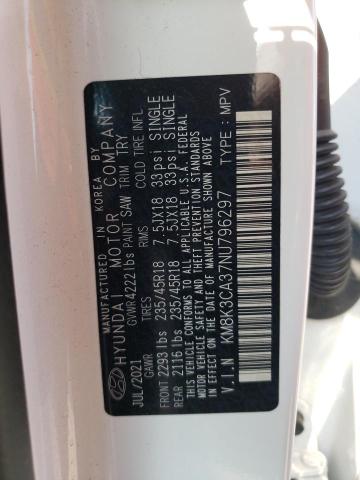 MANUFACTURED IN KOREA BY
HYUNDAI MOTOR COMPANY
JUL/2021 GVWR 4222 lbs PAINT SAW TRIM TRY
GAWR TIRES RIMS COLD TIRE INF.
FRONT 2293 lbs 235/45R18 7.5JX18 33psi SINGLE
REAR 2116 lbs 235/45R18 7.5JX18 33psi SINGLE
THIS VEHICLE CONFORMS TO ALL APPLICABLE U.S.A. FEDERAL
MOTOR VEHICLE SAFETY, BUMPER, AND THEFT PREVENTION STANDARDS
IN EFFECT ON THE DATE OF MANUFACTURE SHOWN ABOVE
V.I.N KM8K3CA37NU796297 TYPE : MPV